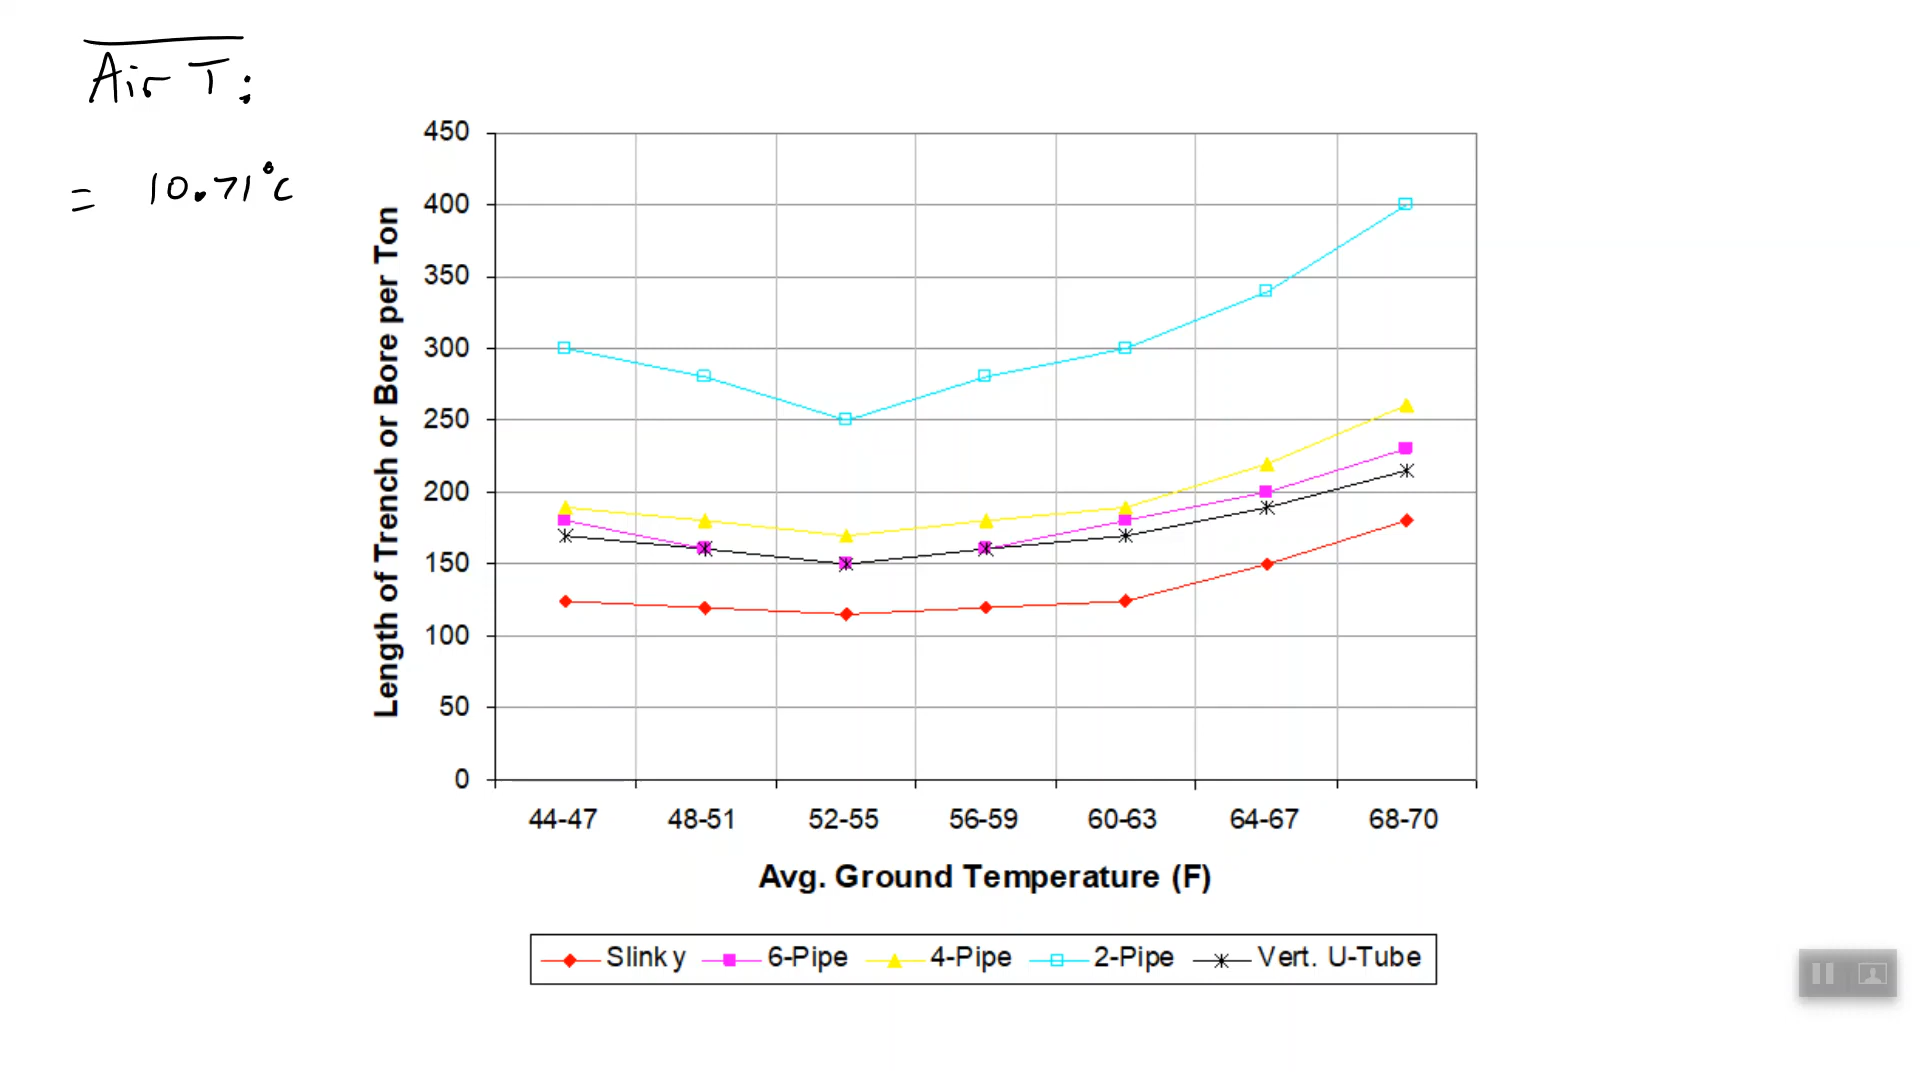 Air T:
= 10.71°C
450
400
350
300
250
200
150
100
50
0
Length of Trench or Bore per Ton
44-47 48-51 52-55 56-59 60-63 64-67 68-70
Avg. Ground Temperature (F)
Slinky 6-Pipe 4-Pipe 2-Pipe Vert. U-Tube